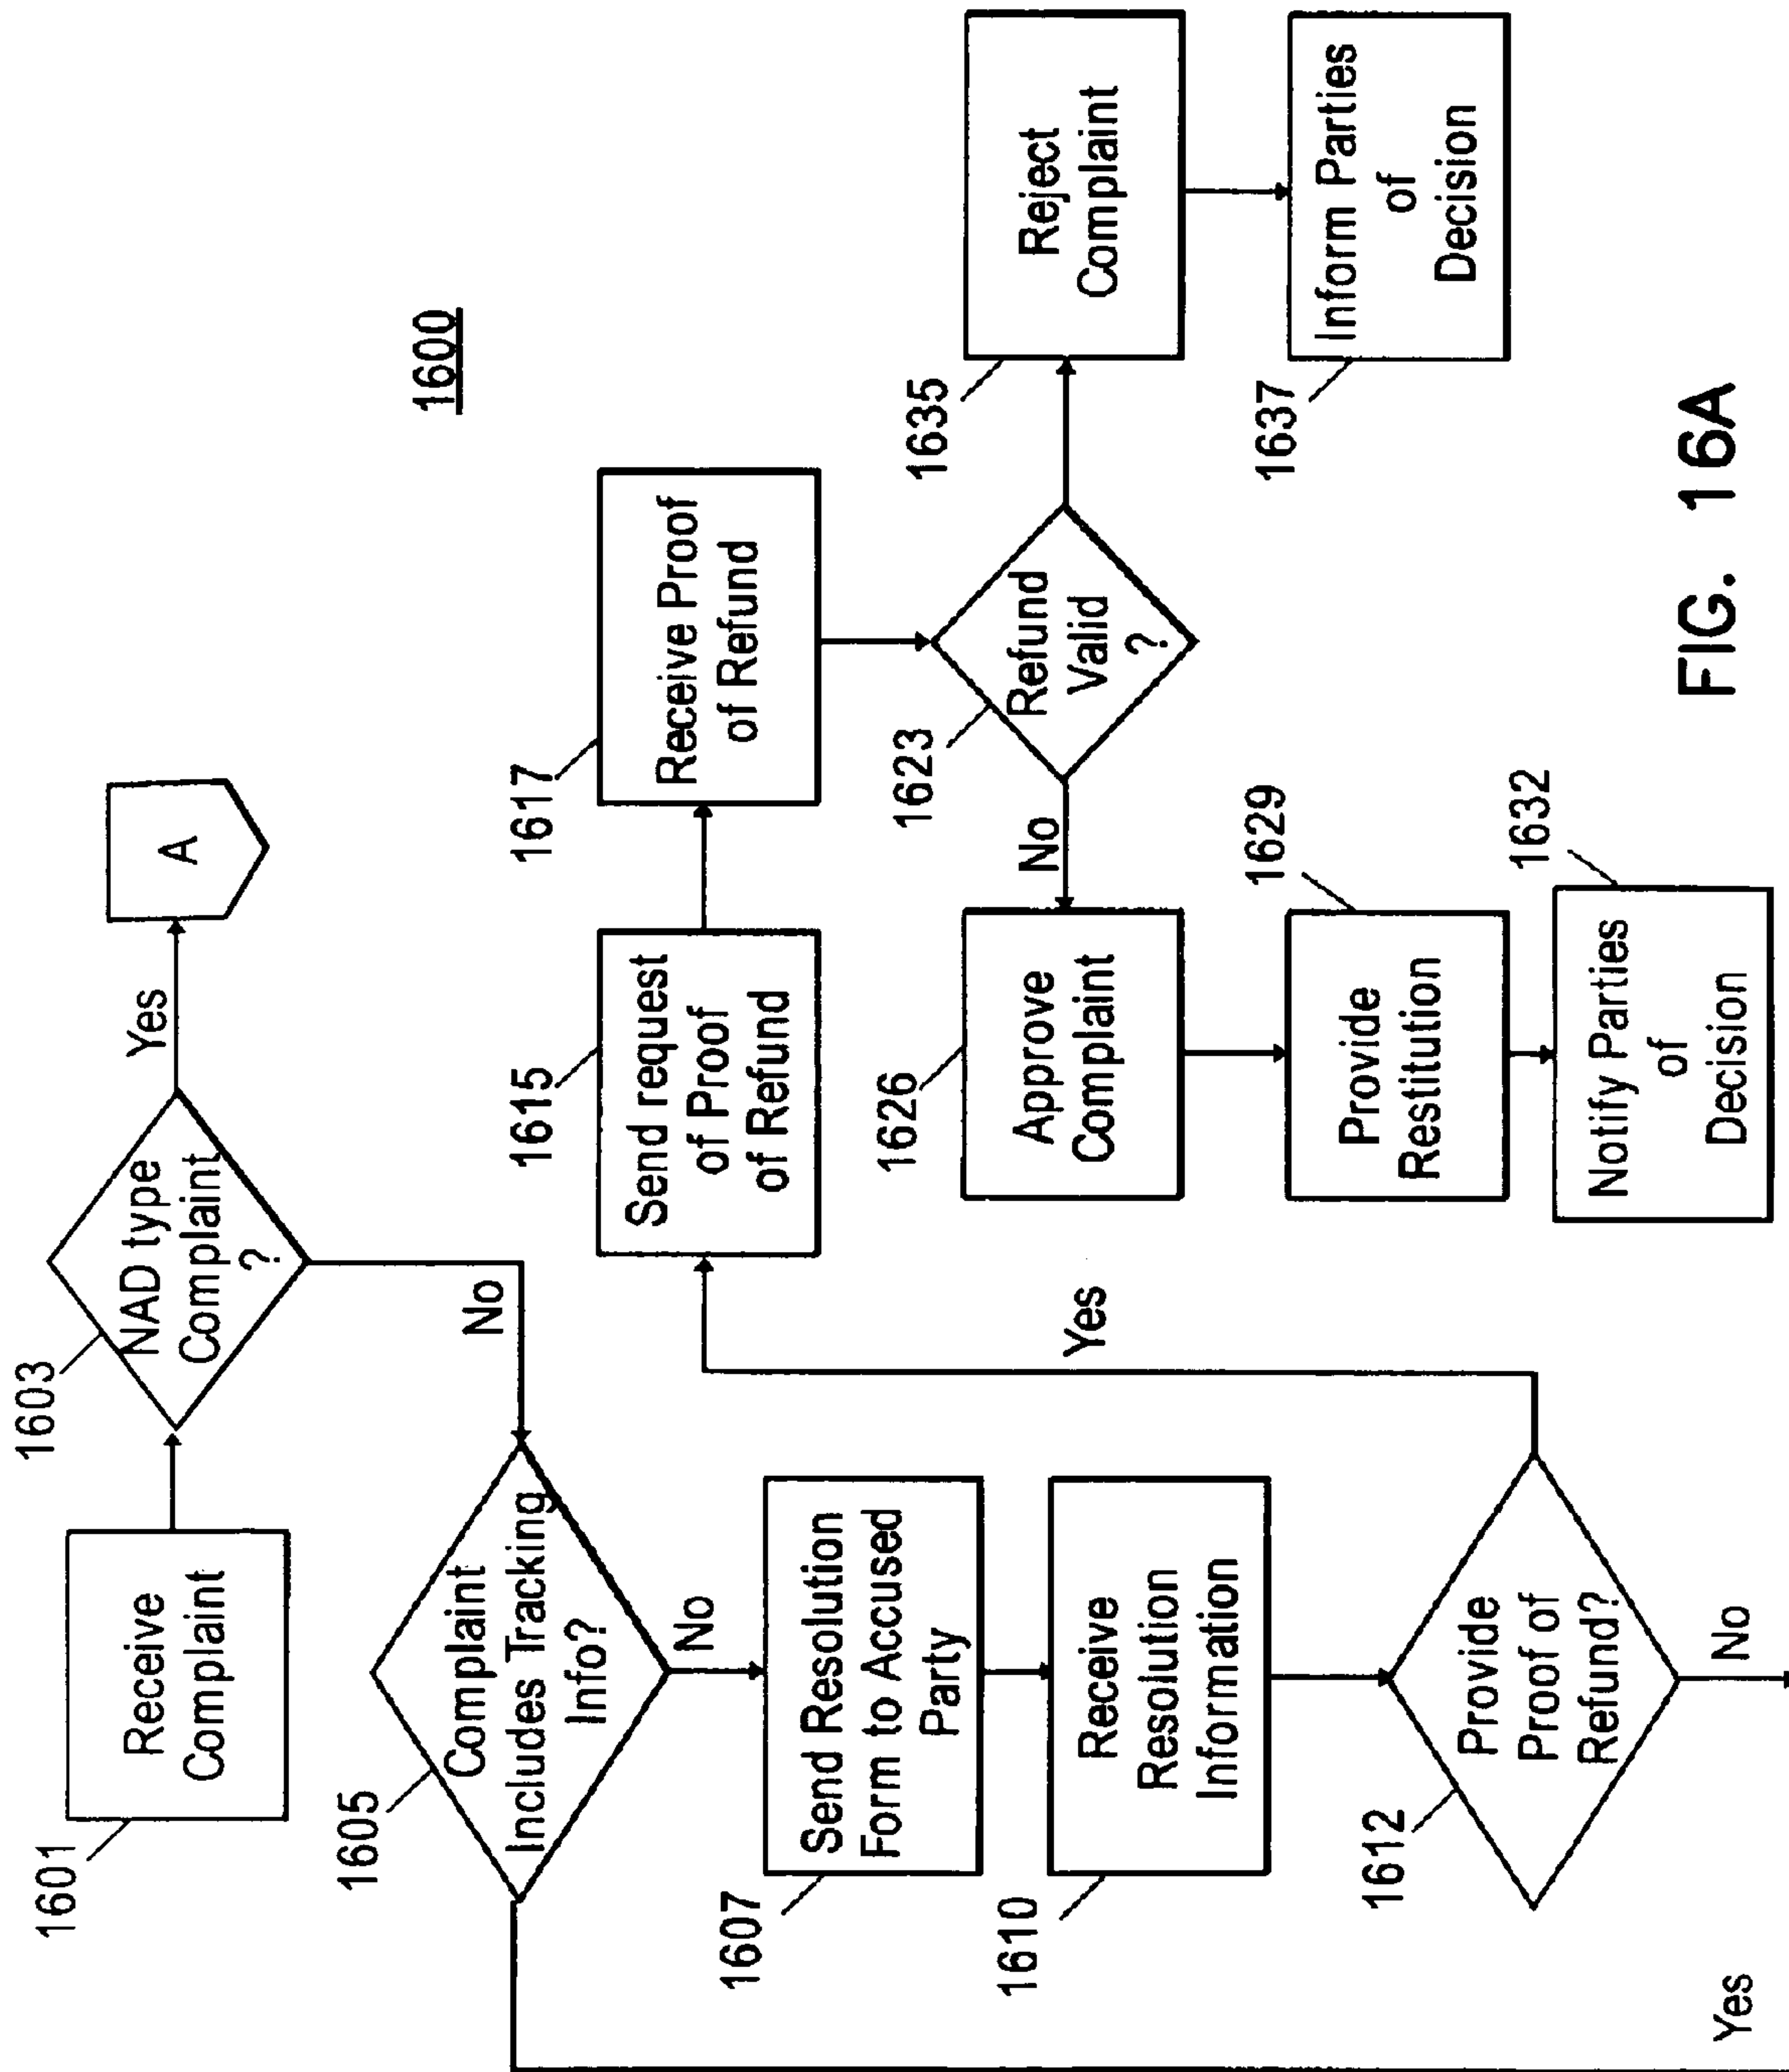 1600
1601
Receive
Complaint
1603
NAD type
Complaint
?
Yes
A
No
1605
Complaint
Includes Tracking
Info?
No
Yes
1607
Send Resolution
Form to Accused
Party
1610
Receive
Resolution
Information
1612
Provide
Proof of
Refund?
No
Yes
1615
Send request
of Proof
of Refund
1617
Receive Proof
of Refund
1623
Refund
Valid
?
No
1626
Approve
Complaint
1629
Provide
Restitution
1632
Notify Parties
of
Decision
1635
Reject
Complaint
1637
Inform Parties
of
Decision
FIG. 16A